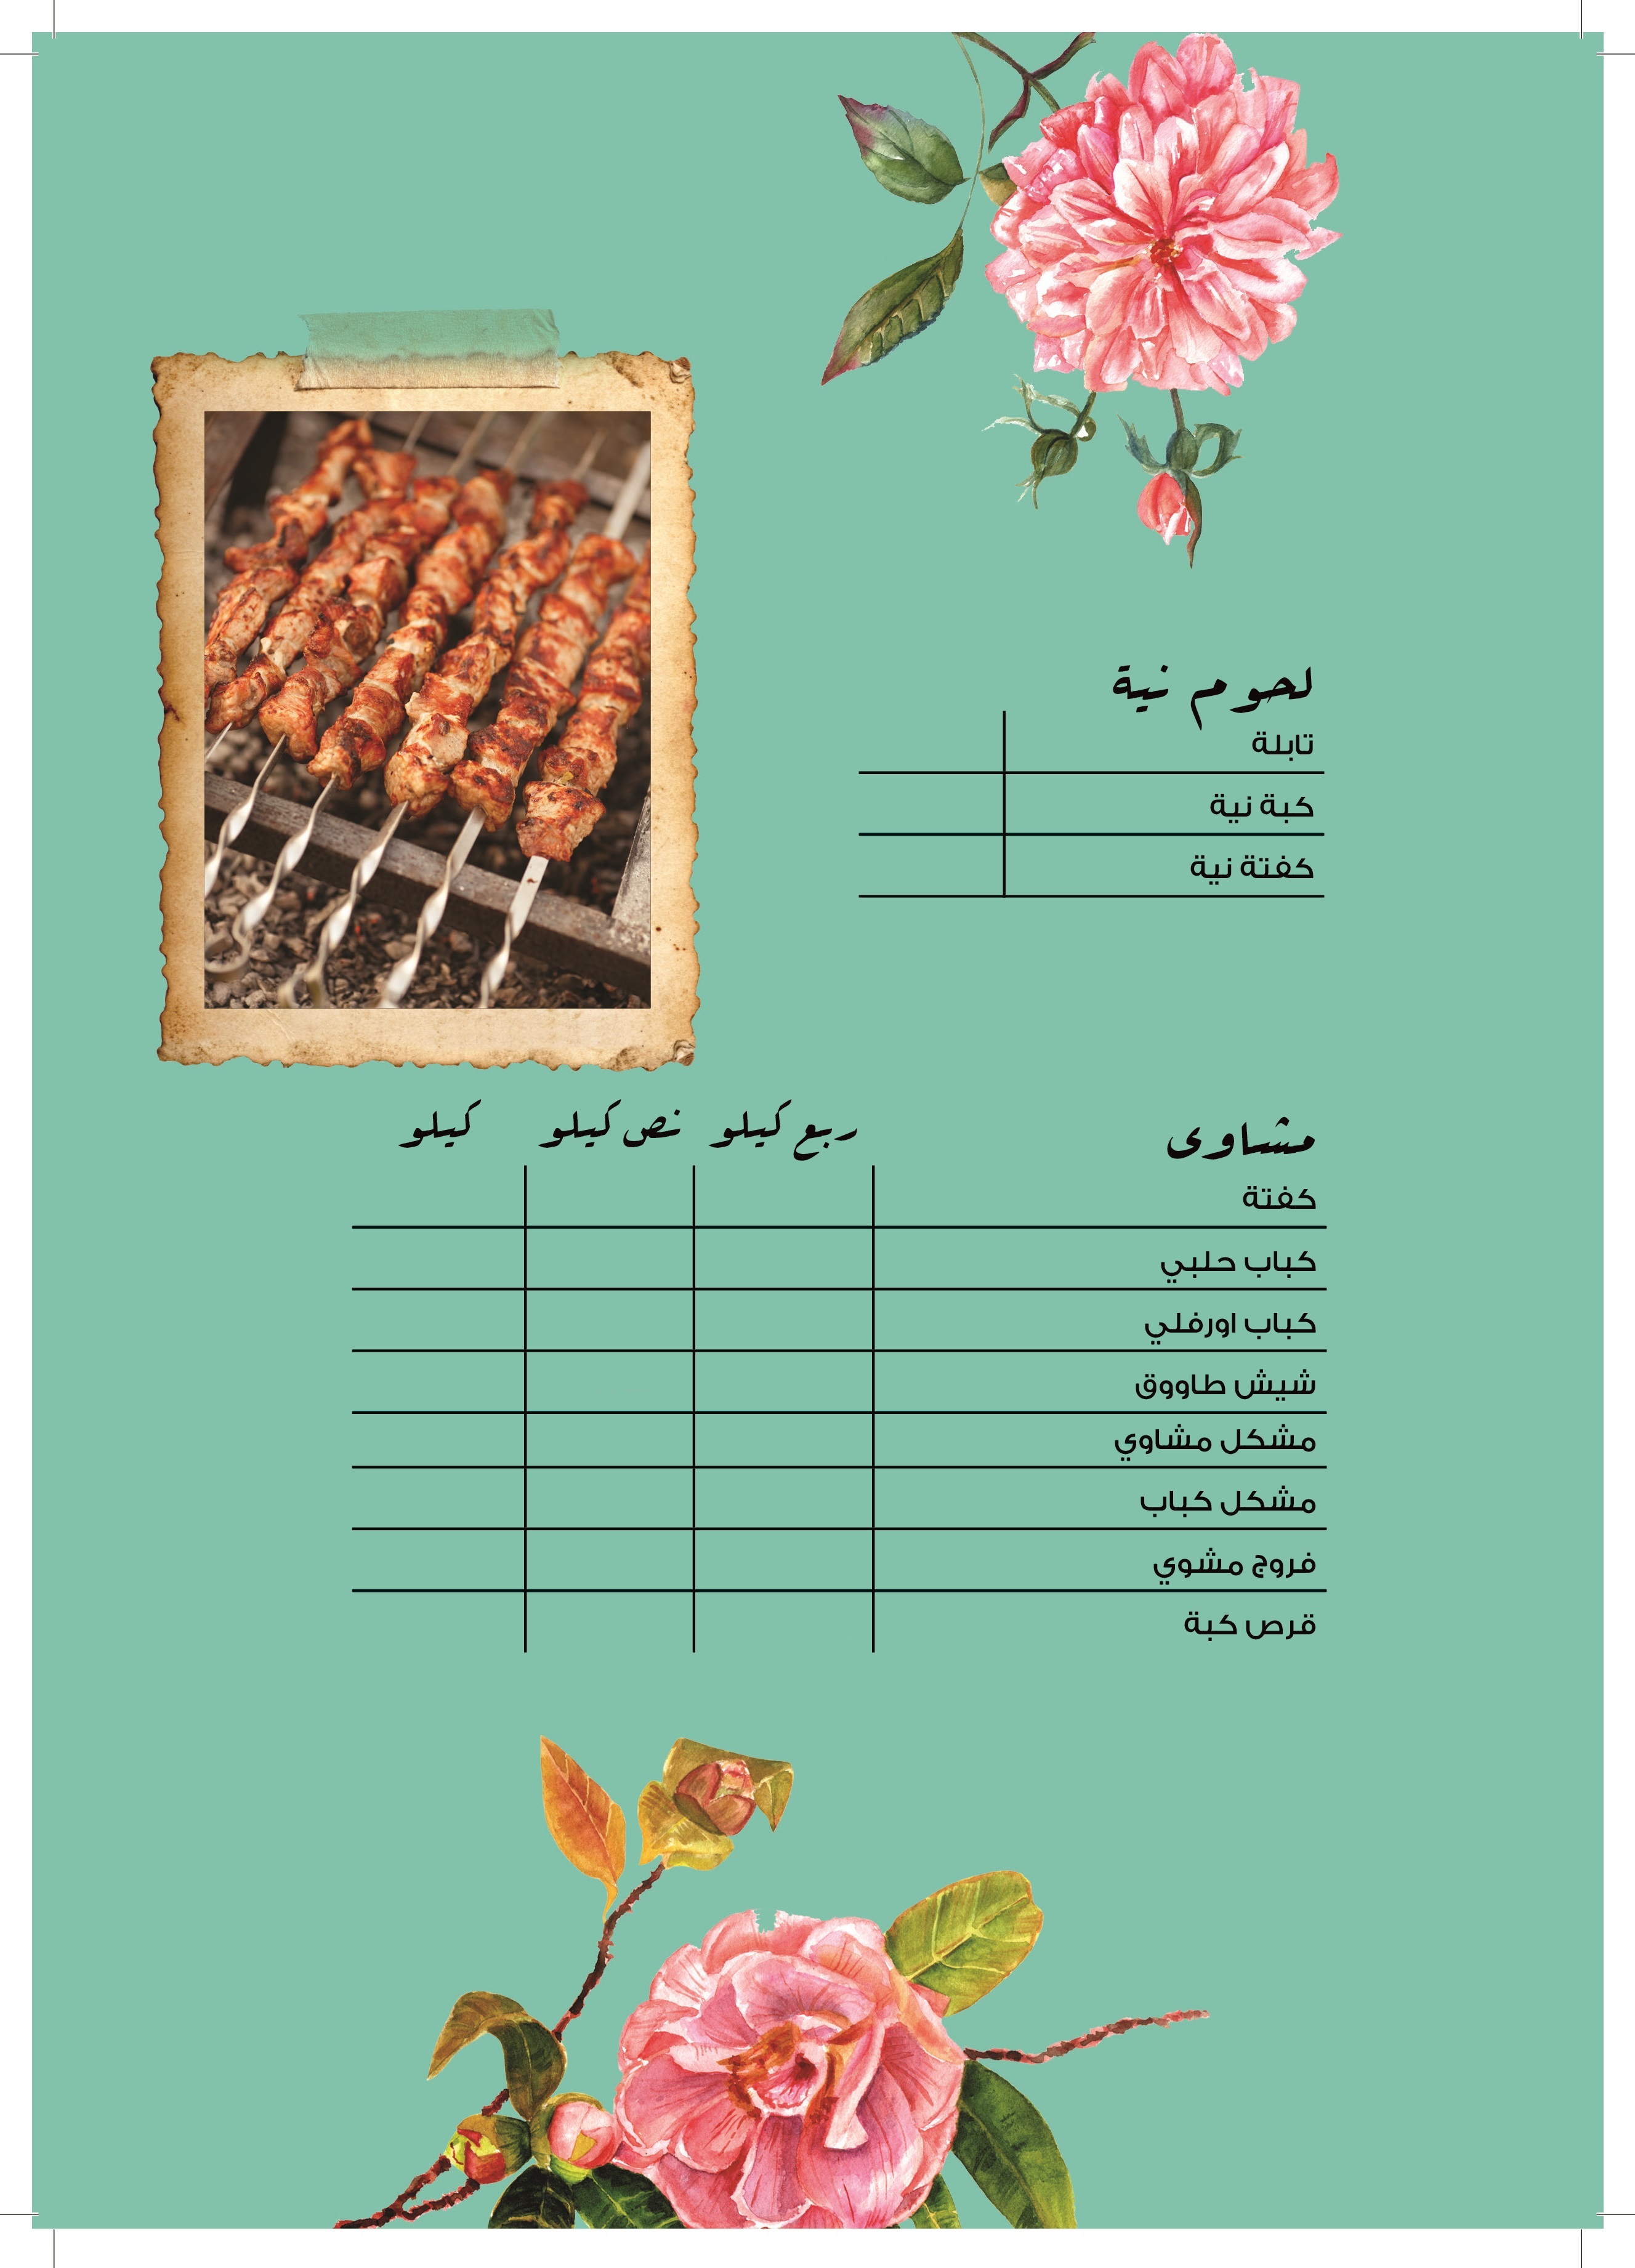 لحوم نية
تابلة
كبة نية
كفتة نية
مشاوى ربع كيلو نص كيلو كيلو
كفتة
كباب حلبي
كباب اورفلي
شيش طاووق
مشكل مشاوي
مشكل كباب
فروج مشوي
قرص كبة